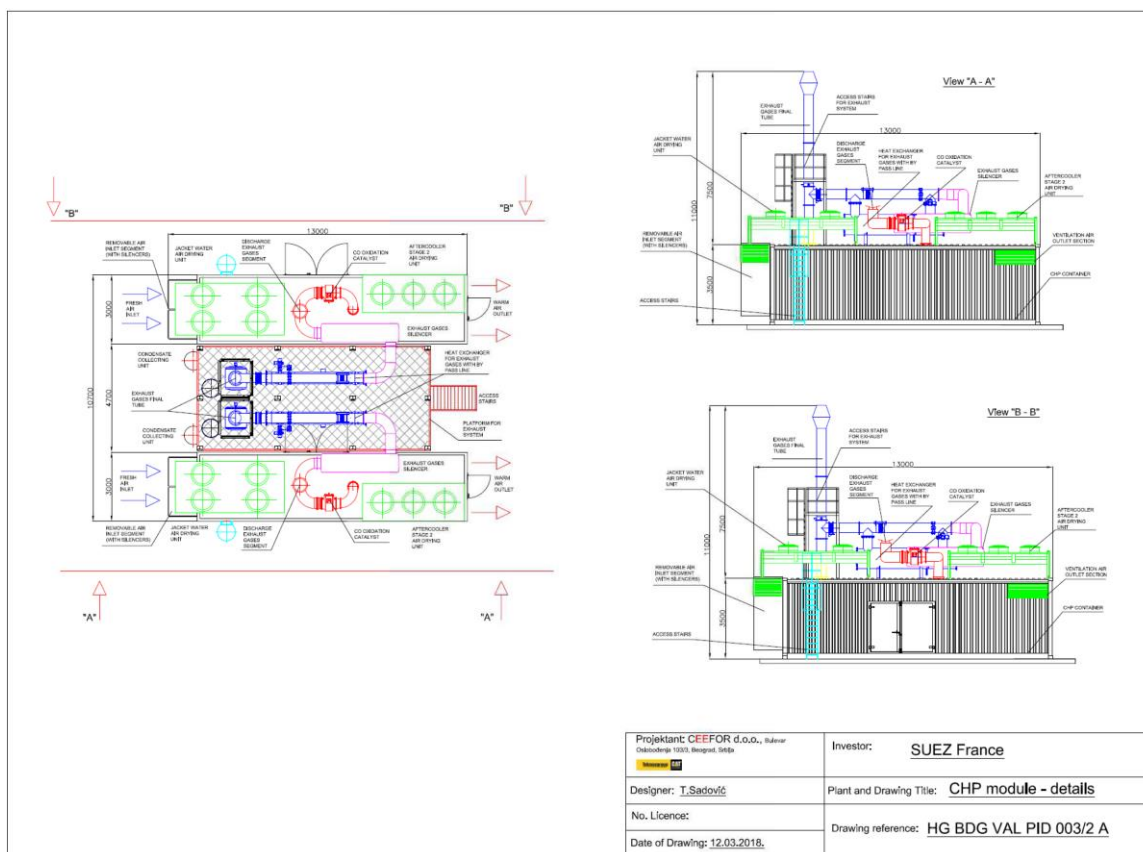 "B"
"B"
13000
REMOVABLE AIR
INLET SEGMENT
(WITH SILENCERS)
JACKET WATER
AIR DRYING
UNIT
DISCHARGE
EXHAUST
GASES
SEGMENT
CO OXIDATION
CATALYST
AFTERCOOLER
STAGE 2
AIR DRYING
UNIT
FRESH
AIR
INLET
WARM
AIR
OUTLET
3000
EXHAUST GASES
SILENCER
CONDENSATE
COLLECTING
UNIT
HEAT EXCHANGER
FOR EXHAUST
GASES WITH BY
PASS LINE
10700
4700
EXHAUST
GASES FINAL
TUBE
ACCESS
STAIRS
CONDENSATE
COLLECTING
UNIT
PLATFORM FOR
EXHAUST
SYSTEM
3000
FRESH
AIR
INLET
EXHAUST GASES
SILENCER
WARM
AIR
OUTLET
REMOVABLE AIR
INLET SEGMENT
(WITH SILENCERS)
JACKET WATER
AIR DRYING
UNIT
DISCHARGE
EXHAUST
GASES
SEGMENT
CO OXIDATION
CATALYST
AFTERCOOLER
STAGE 2
AIR DRYING
UNIT
"A"
"A"
View "A - A"
EXHAUST
GASES FINAL
TUBE
ACCESS STAIRS
FOR EXHAUST
SYSTEM
13000
JACKET WATER
AIR DRYING
UNIT
DISCHARGE
EXHAUST
GASES
SEGMENT
HEAT EXCHANGER
FOR EXHAUST
GASES WITH BY
PASS LINE
CO OXIDATION
CATALYST
EXHAUST GASES
SILENCER
AFTERCOOLER
STAGE 2
AIR DRYING
UNIT
11000
7500
3500
REMOVABLE AIR
INLET SEGMENT
(WITH SILENCERS)
VENTILATION AIR
OUTLET SECTION
CHP CONTAINER
ACCESS STAIRS
View "B - B"
EXHAUST
GASES FINAL
TUBE
ACCESS STAIRS
FOR EXHAUST
SYSTEM
13000
JACKET WATER
AIR DRYING
UNIT
DISCHARGE
EXHAUST
GASES
SEGMENT
HEAT EXCHANGER
FOR EXHAUST
GASES WITH BY
PASS LINE
CO OXIDATION
CATALYST
EXHAUST GASES
SILENCER
AFTERCOOLER
STAGE 2
AIR DRYING
UNIT
11000
7500
3500
REMOVABLE AIR
INLET SEGMENT
(WITH SILENCERS)
VENTILATION AIR
OUTLET SECTION
CHP CONTAINER
ACCESS STAIRS
Projektant: CEEFOR d.o.o., Bulevar
Oslobođenja 103/3, Beograd, Srbija
CAT
Investor: SUEZ France
Designer: T.Sadović
Plant and Drawing Title: CHP module - details
No. Licence:
Drawing reference: HG BDG VAL PID 003/2 A
Date of Drawing: 12.03.2018.